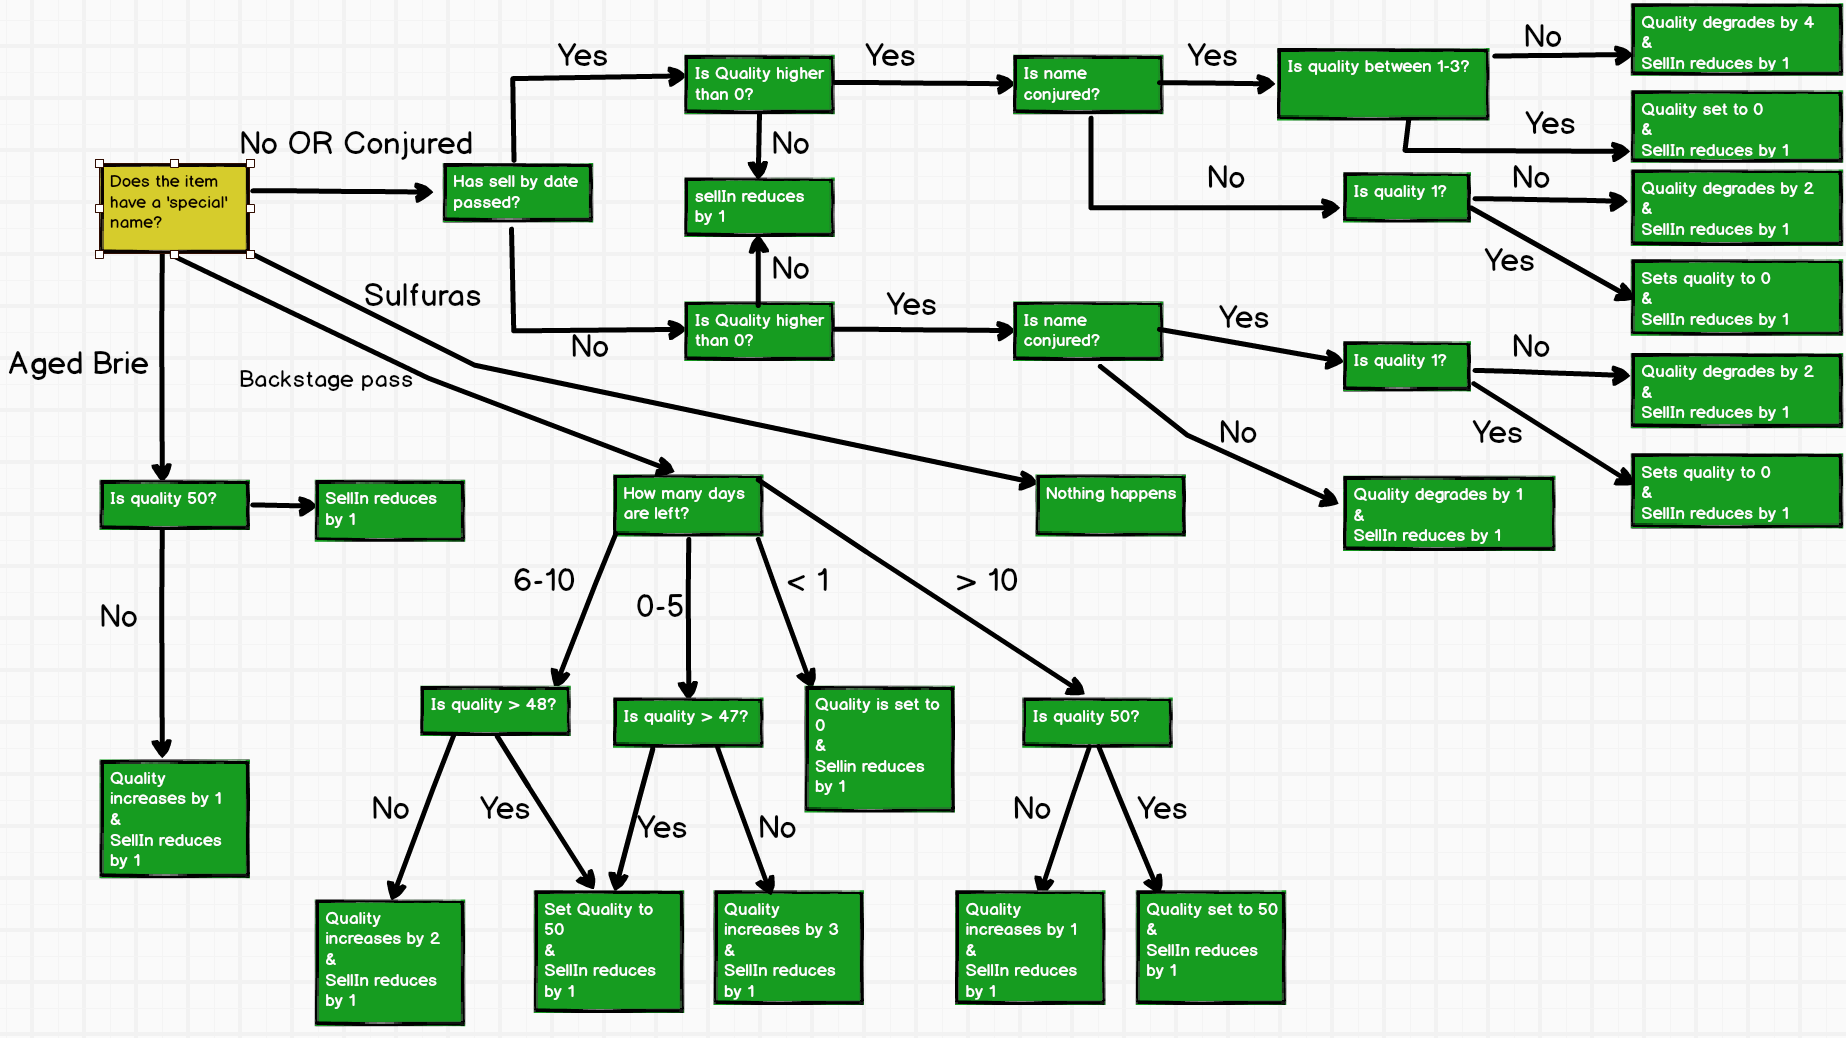 Yes
Is Quality higher
than 0?
Yes
Is name
conjured?
Yes
Is quality between 1-3?
No
Quality degrades by 4
&
SellIn reduces by 1
Yes
Quality set to 0
&
SellIn reduces by 1
No OR Conjured
Does the item
have a 'special'
name?
Has sell by date
passed?
No
sellIn reduces
by 1
No
Is quality 1?
No
Quality degrades by 2
&
SellIn reduces by 1
Yes
Sets quality to 0
&
SellIn reduces by 1
No
No
Is Quality higher
than 0?
Yes
Is name
conjured?
Yes
Is quality 1?
No
Quality degrades by 2
&
SellIn reduces by 1
Yes
Sets quality to 0
&
SellIn reduces by 1
No
Quality degrades by 1
&
SellIn reduces by 1
Sulfuras
Nothing happens
Aged Brie
Backstage pass
Is quality 50?
SellIn reduces
by 1
No
Quality
increases by 1
&
SellIn reduces
by 1
How many days
are left?
6-10
0-5
< 1
> 10
Is quality > 48?
Is quality > 47?
Quality is set to
0
&
Sellin reduces
by 1
Is quality 50?
No
Yes
Yes
No
No
Yes
Quality
increases by 2
&
SellIn reduces
by 1
Set Quality to
50
&
SellIn reduces
by 1
Quality
increases by 3
&
SellIn reduces
by 1
Quality
increases by 1
&
SellIn reduces
by 1
Quality set to 50
&
SellIn reduces
by 1